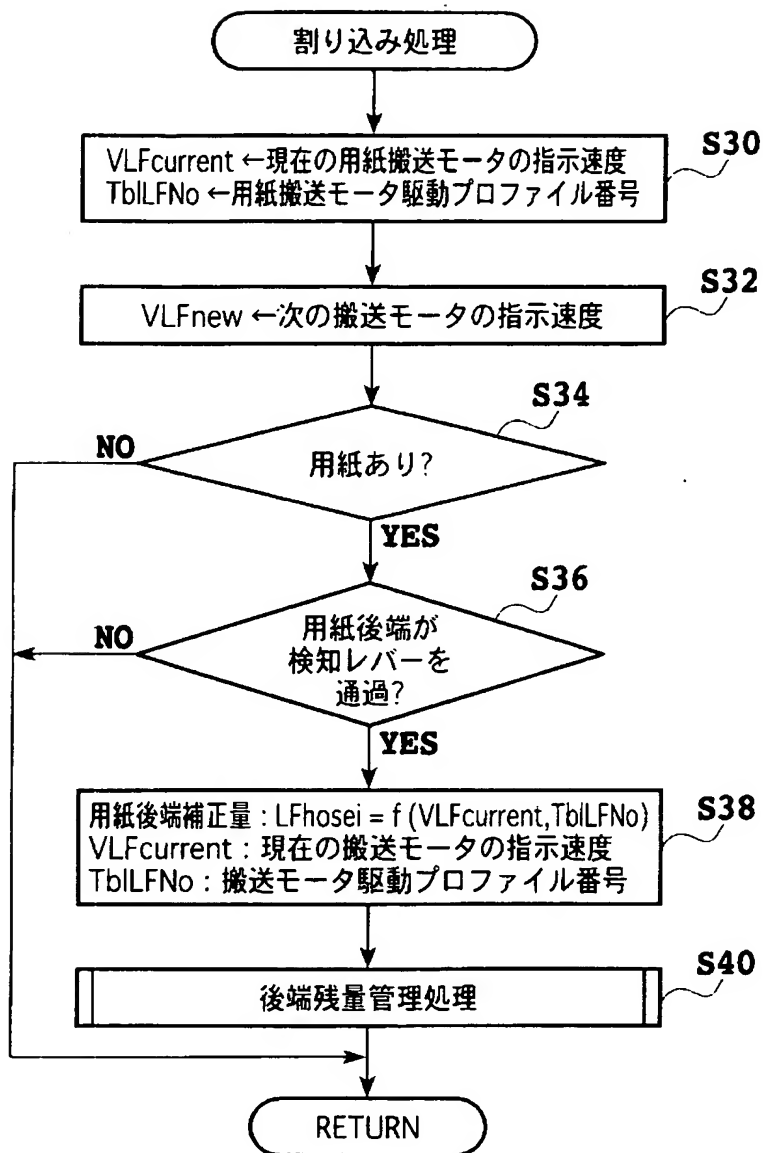 割り込み処理
VLFcurrent ←現在の用紙搬送モータの指示速度
TblLFNo ←用紙搬送モータ駆動プロファイル番号
S30
VLFnew ←次の搬送モータの指示速度
S32
S34
用紙あり?
NO
YES
S36
用紙後端が
検知レバーを
通過?
NO
YES
用紙後端補正量 : LFhosei = f (VLFcurrent,TblLFNo)
VLFcurrent : 現在の搬送モータの指示速度
TblLFNo : 搬送モータ駆動プロファイル番号
S38
後端残量管理処理
S40
RETURN